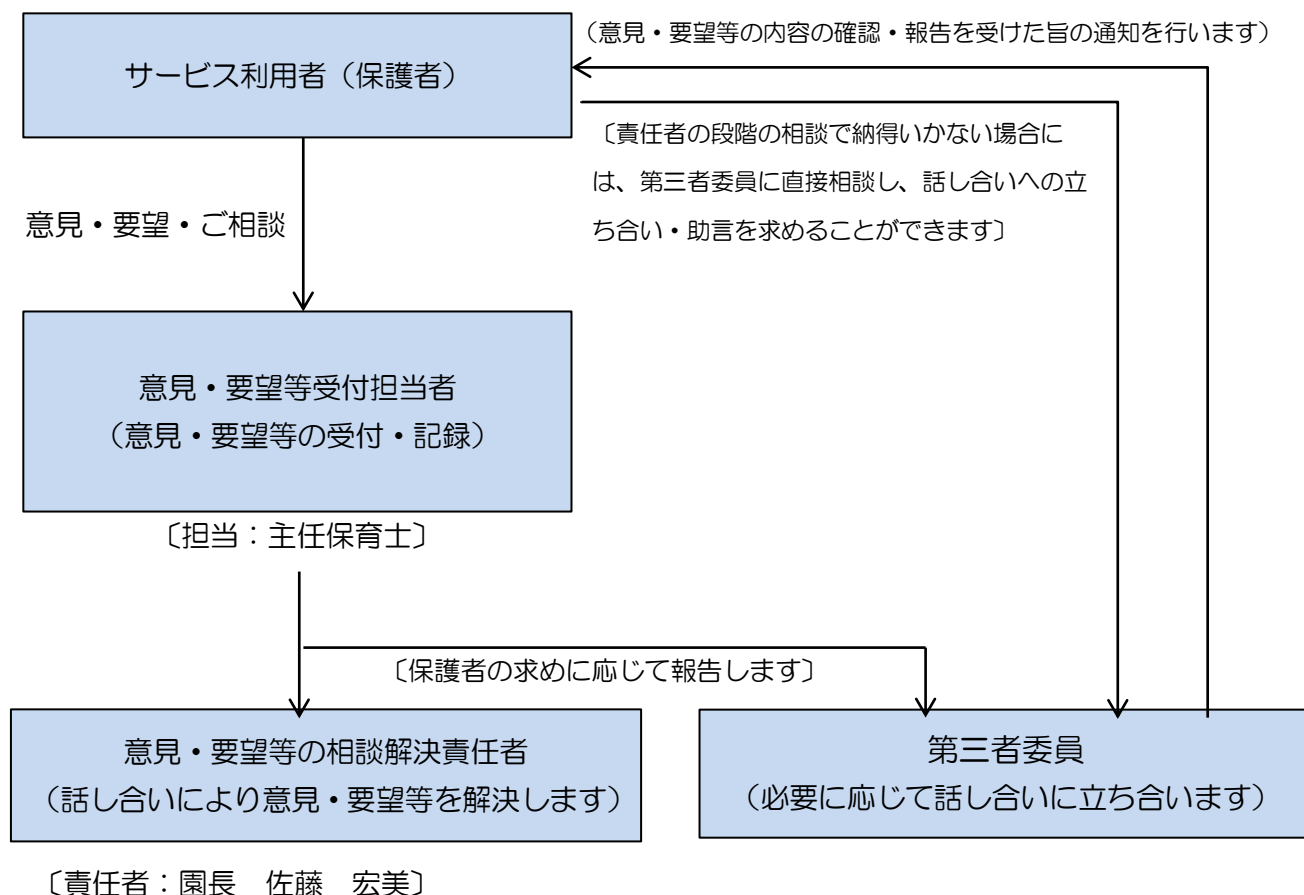 （意見・要望等の内容の確認・報告を受けた旨の通知を行います）
サービス利用者（保護者）
〔責任者の段階の相談で納得いかない場合に
は、第三者委員に直接相談し、話し合いへの立
ち合い・助言を求めることができます〕
意見・要望・ご相談
意見・要望等受付担当者
（意見・要望等の受付・記録）
〔担当：主任保育士〕
〔保護者の求めに応じて報告します〕
意見・要望等の相談解決責任者
（話し合いにより意見・要望等を解決します）
第三者委員
（必要に応じて話し合いに立ち合います）
〔責任者：園長　佐藤　宏美〕